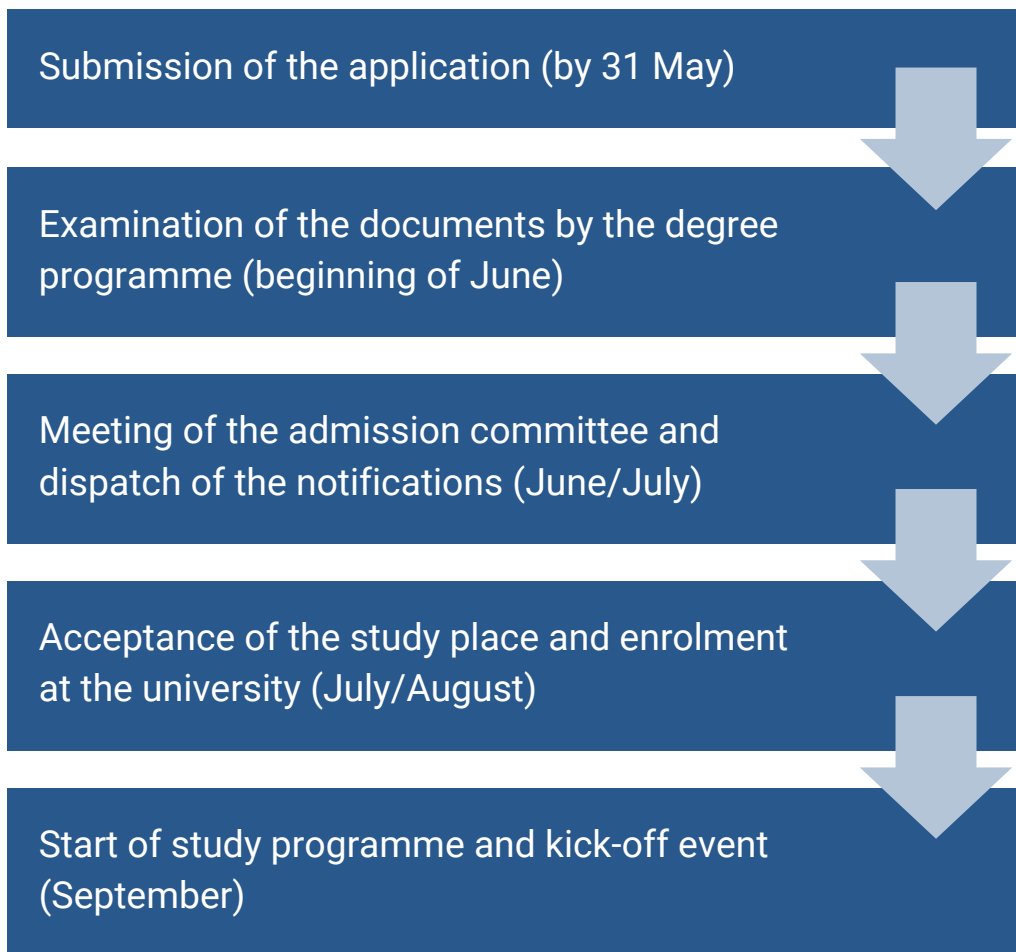 Submission of the application (by 31 May)
Examination of the documents by the degree
programme (beginning of June)
Meeting of the admission committee and
dispatch of the notifications (June/July)
Acceptance of the study place and enrolment
at the university (July/August)
Start of study programme and kick-off event
(September)